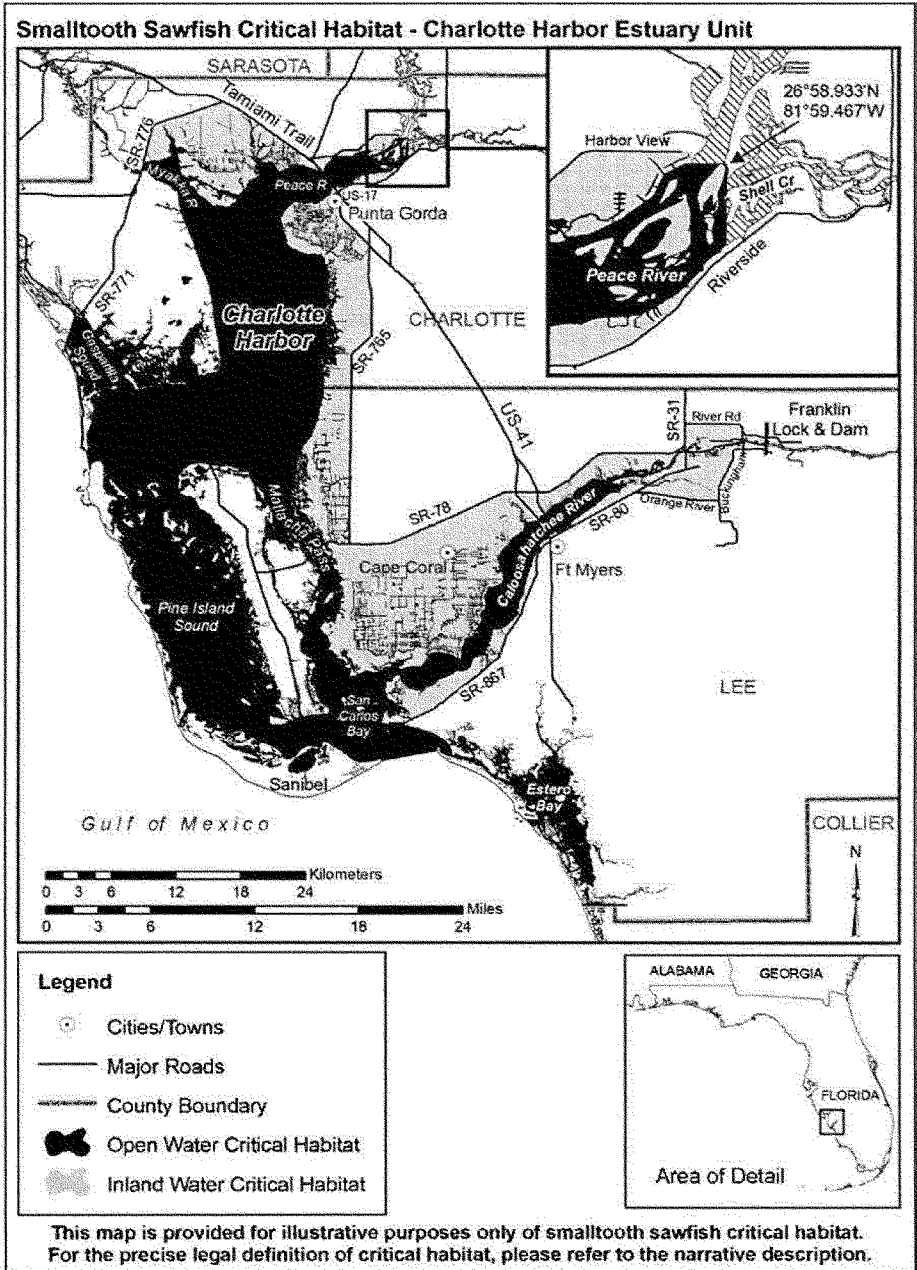 Smalltooth Sawfish Critical Habitat - Charlotte Harbor Estuary Unit
SARASOTA
Tamiami Trail
SR-776
Myakka R
Peace R
US-17
Punta Gorda
SR-771
Gasparilla Sound
Charlotte
Harbor
CHARLOTTE
SR-765
US-41
26°58.933'N
81°59.467'W
Harbor View
Shell Cr
Peace River
Riverside
SR-31
River Rd
Franklin
Lock & Dam
Buckingham
Orange River
SR-80
SR-78
Caloosahatchee River
Matlacha Pass
Cape Coral
Ft Myers
Pine Island
Sound
SR-867
LEE
San
Carlos
Bay
Sanibel
Estero
Bay
Gulf of Mexico
COLLIER
N
Kilometers
0 3 6 12 18 24
Miles
0 3 6 12 18 24
Legend
Cities/Towns
Major Roads
County Boundary
Open Water Critical Habitat
Inland Water Critical Habitat
ALABAMA
GEORGIA
FLORIDA
Area of Detail
This map is provided for illustrative purposes only of smalltooth sawfish critical habitat.
For the precise legal definition of critical habitat, please refer to the narrative description.